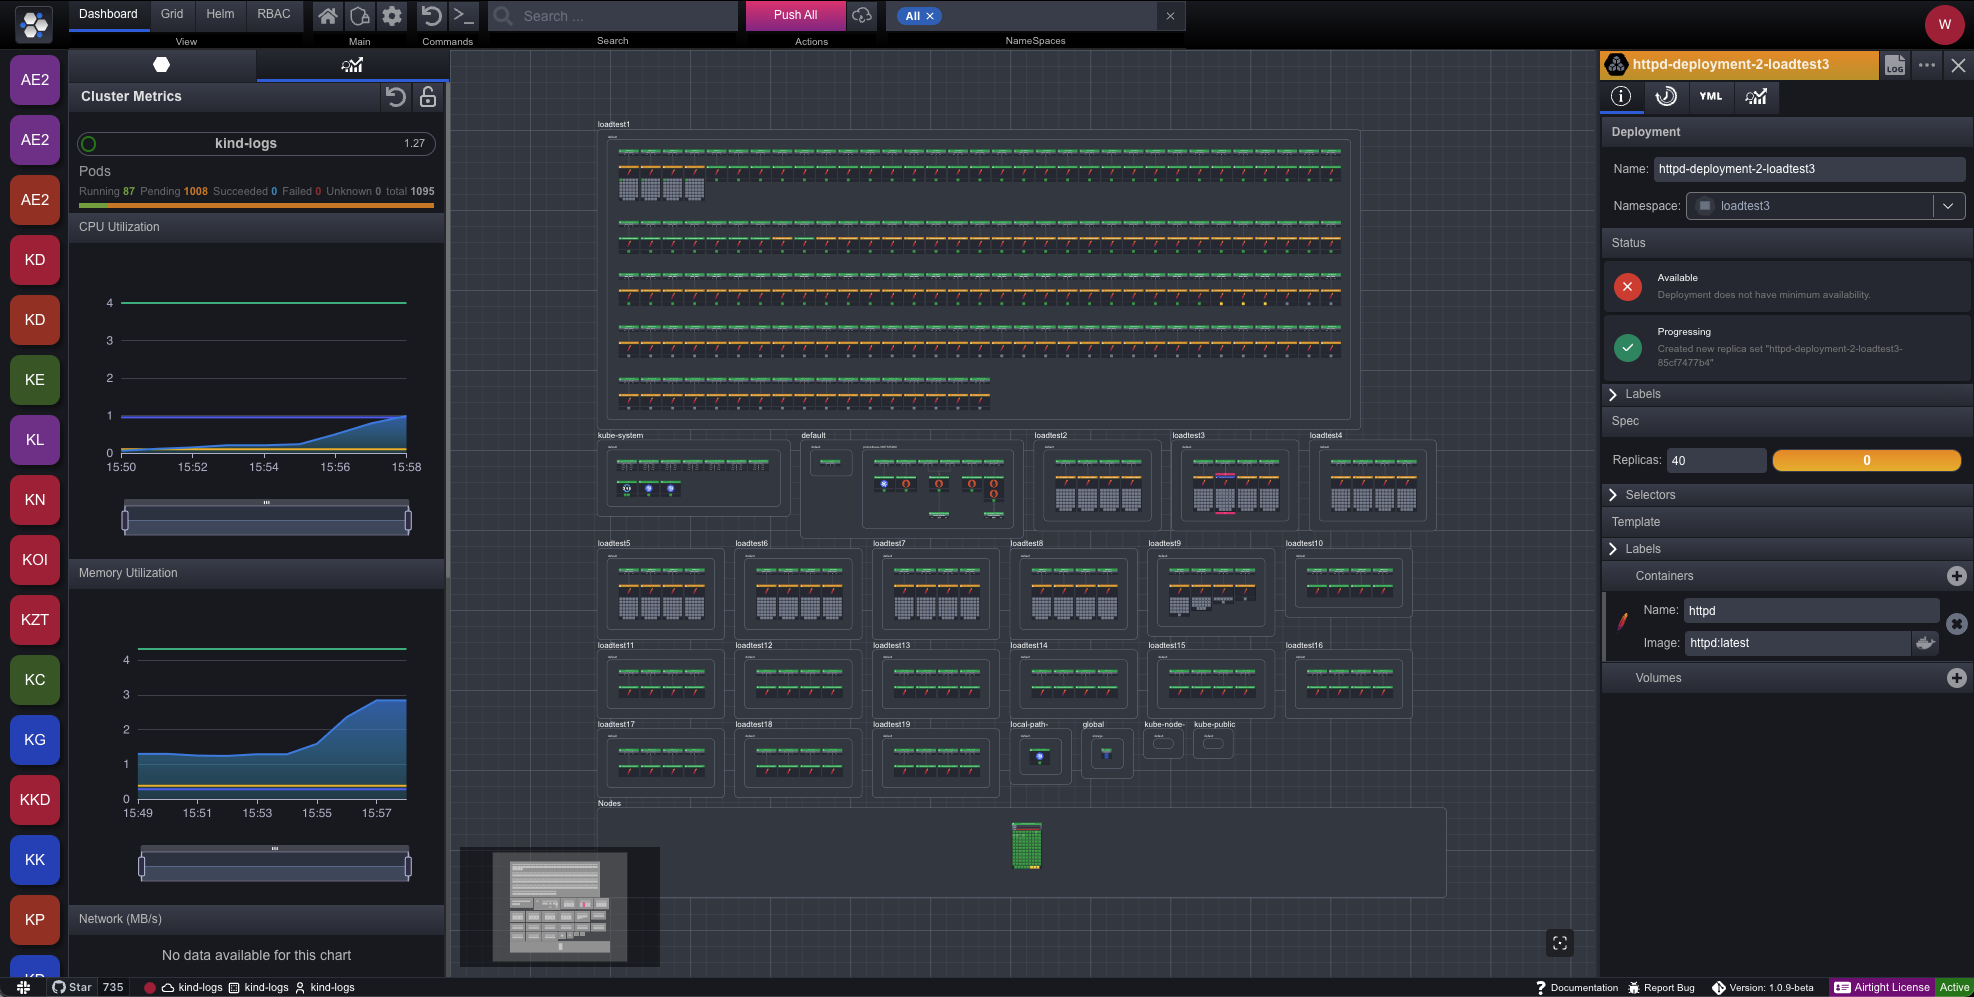 Dashboard Grid Helm RBAC
View
Main
Commands
Search ...
Search
Push All
Actions
All ×
NameSpaces
W
AE2
AE2
AE2
KD
KD
KE
KL
KN
KOI
KZT
KC
KG
KKD
KK
KP
Cluster Metrics
kind-logs 1.27
Pods
Running 87 Pending 1008 Succeeded 0 Failed 0 Unknown 0 total 1095
CPU Utilization
4
3
2
1
0
15:50 15:52 15:54 15:56 15:58
Memory Utilization
4
3
2
1
0
15:49 15:51 15:53 15:55 15:57
Network (MB/s)
No data available for this chart
loadtest1
kube-system default loadtest2 loadtest3 loadtest4
loadtest5 loadtest6 loadtest7 loadtest8 loadtest9 loadtest10
loadtest11 loadtest12 loadtest13 loadtest14 loadtest15 loadtest16
loadtest17 loadtest18 loadtest19 local-path- global kube-node- kube-public
Nodes
httpd-deployment-2-loadtest3
LOG
YML
Deployment
Name: httpd-deployment-2-loadtest3
Namespace: loadtest3
Status
Available
Deployment does not have minimum availability.
Progressing
Created new replica set "httpd-deployment-2-loadtest3-
85cf7477b4"
Labels
Spec
Replicas: 40 0
Selectors
Template
Labels
Containers
Name: httpd
Image: httpd:latest
Volumes
Star 735 kind-logs kind-logs kind-logs
Documentation Report Bug Version: 1.0.9-beta Airtight License Active